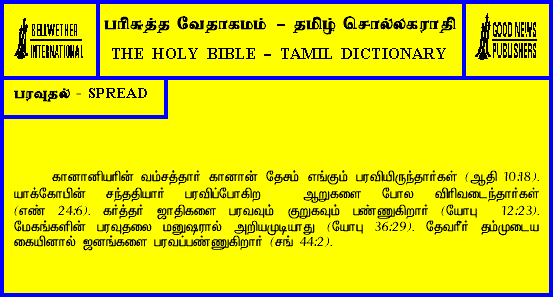 BELLWETHER
INTERNATIONAL
பரிசுத்த வேதாகமம் – தமிழ் சொல்லகராதி
THE HOLY BIBLE – TAMIL DICTIONARY
GOOD NEWS
PUBLISHERS
பரவுதல் - SPREAD
கானானியரின் வம்சத்தார் கானான் தேசம் எங்கும் பரவியிருந்தார்கள் (ஆதி 10:18).
யாக்கோபின் சந்ததியார் பரவிப்போகிற ஆறுகளை போல விரிவடைந்தார்கள்
(எண் 24:6). கர்த்தர் ஜாதிகளை பரவவும் குறுகவும் பண்ணுகிறார் (யோபு 12:23).
மேகங்களின் பரவுதலை மனுஷரால் அறியமுடியாது (யோபு 36:29). தேவரீர் தம்முடைய
கையினால் ஜனங்களை பரவப்பண்ணுகிறார் (சங் 44:2).